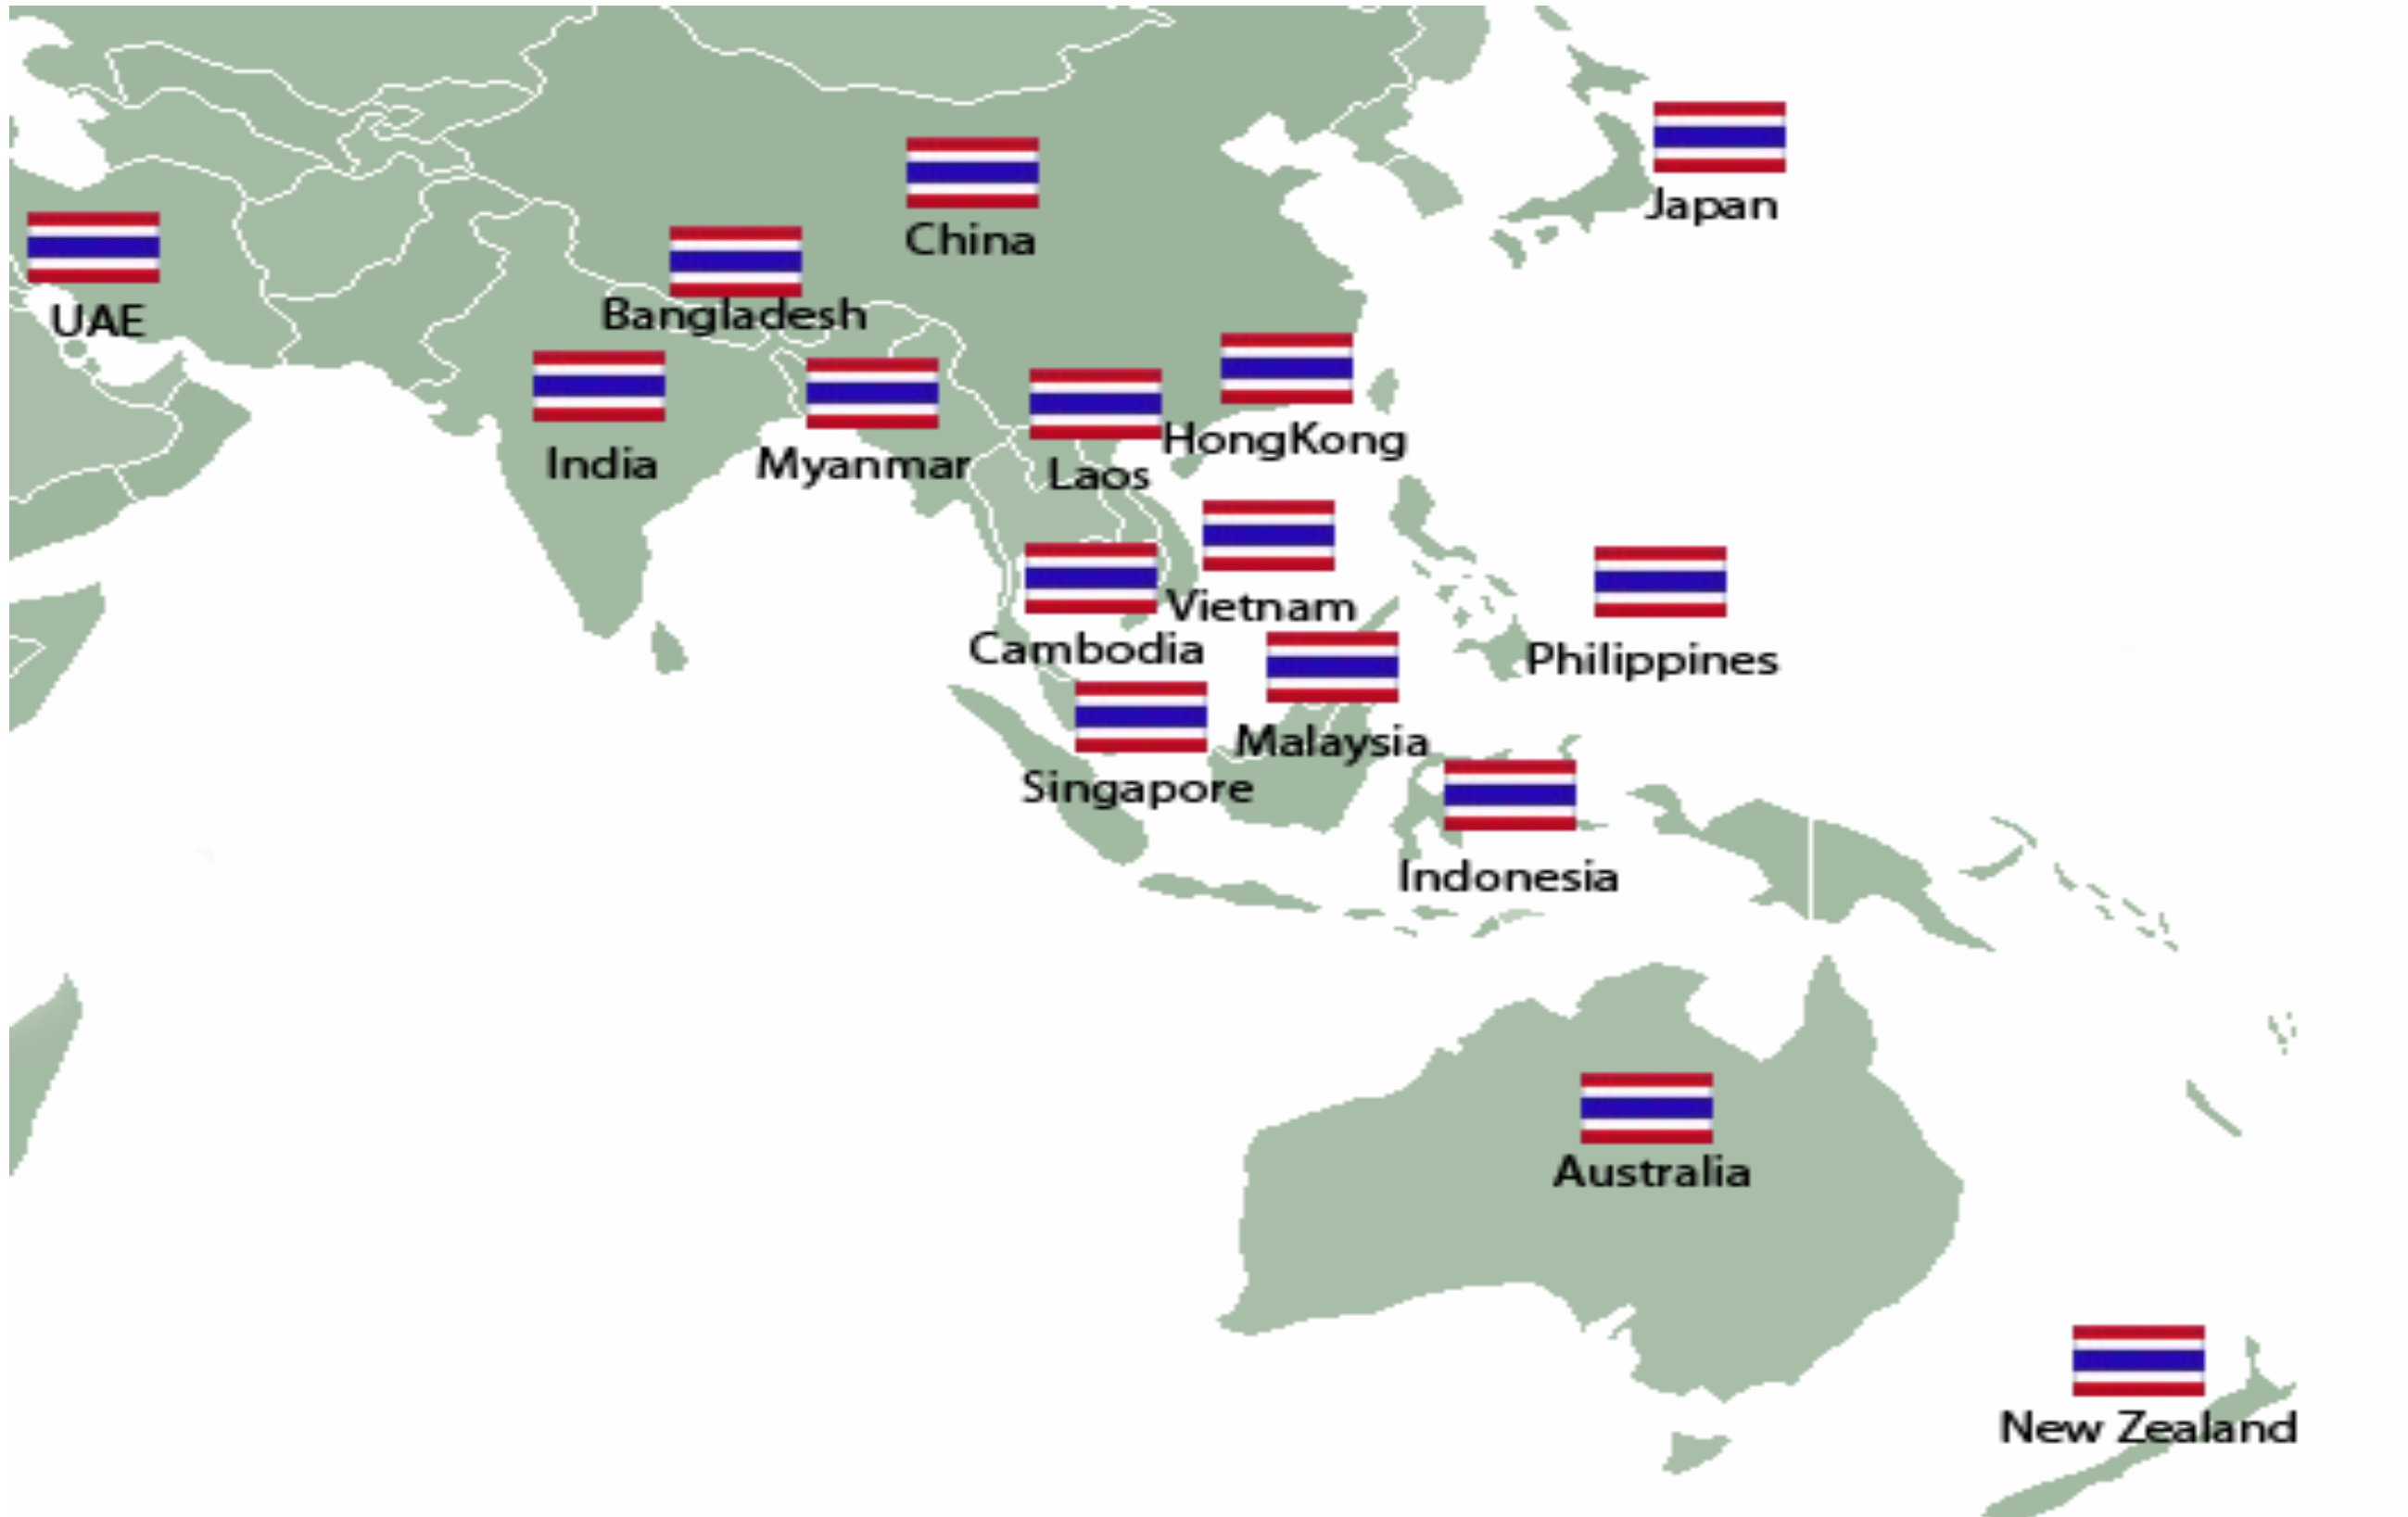 Japan
China
UAE
Bangladesh
HongKong
India
Myanmar
Laos
Vietnam
Cambodia
Philippines
Malaysia
Singapore
Indonesia
Australia
New Zealand